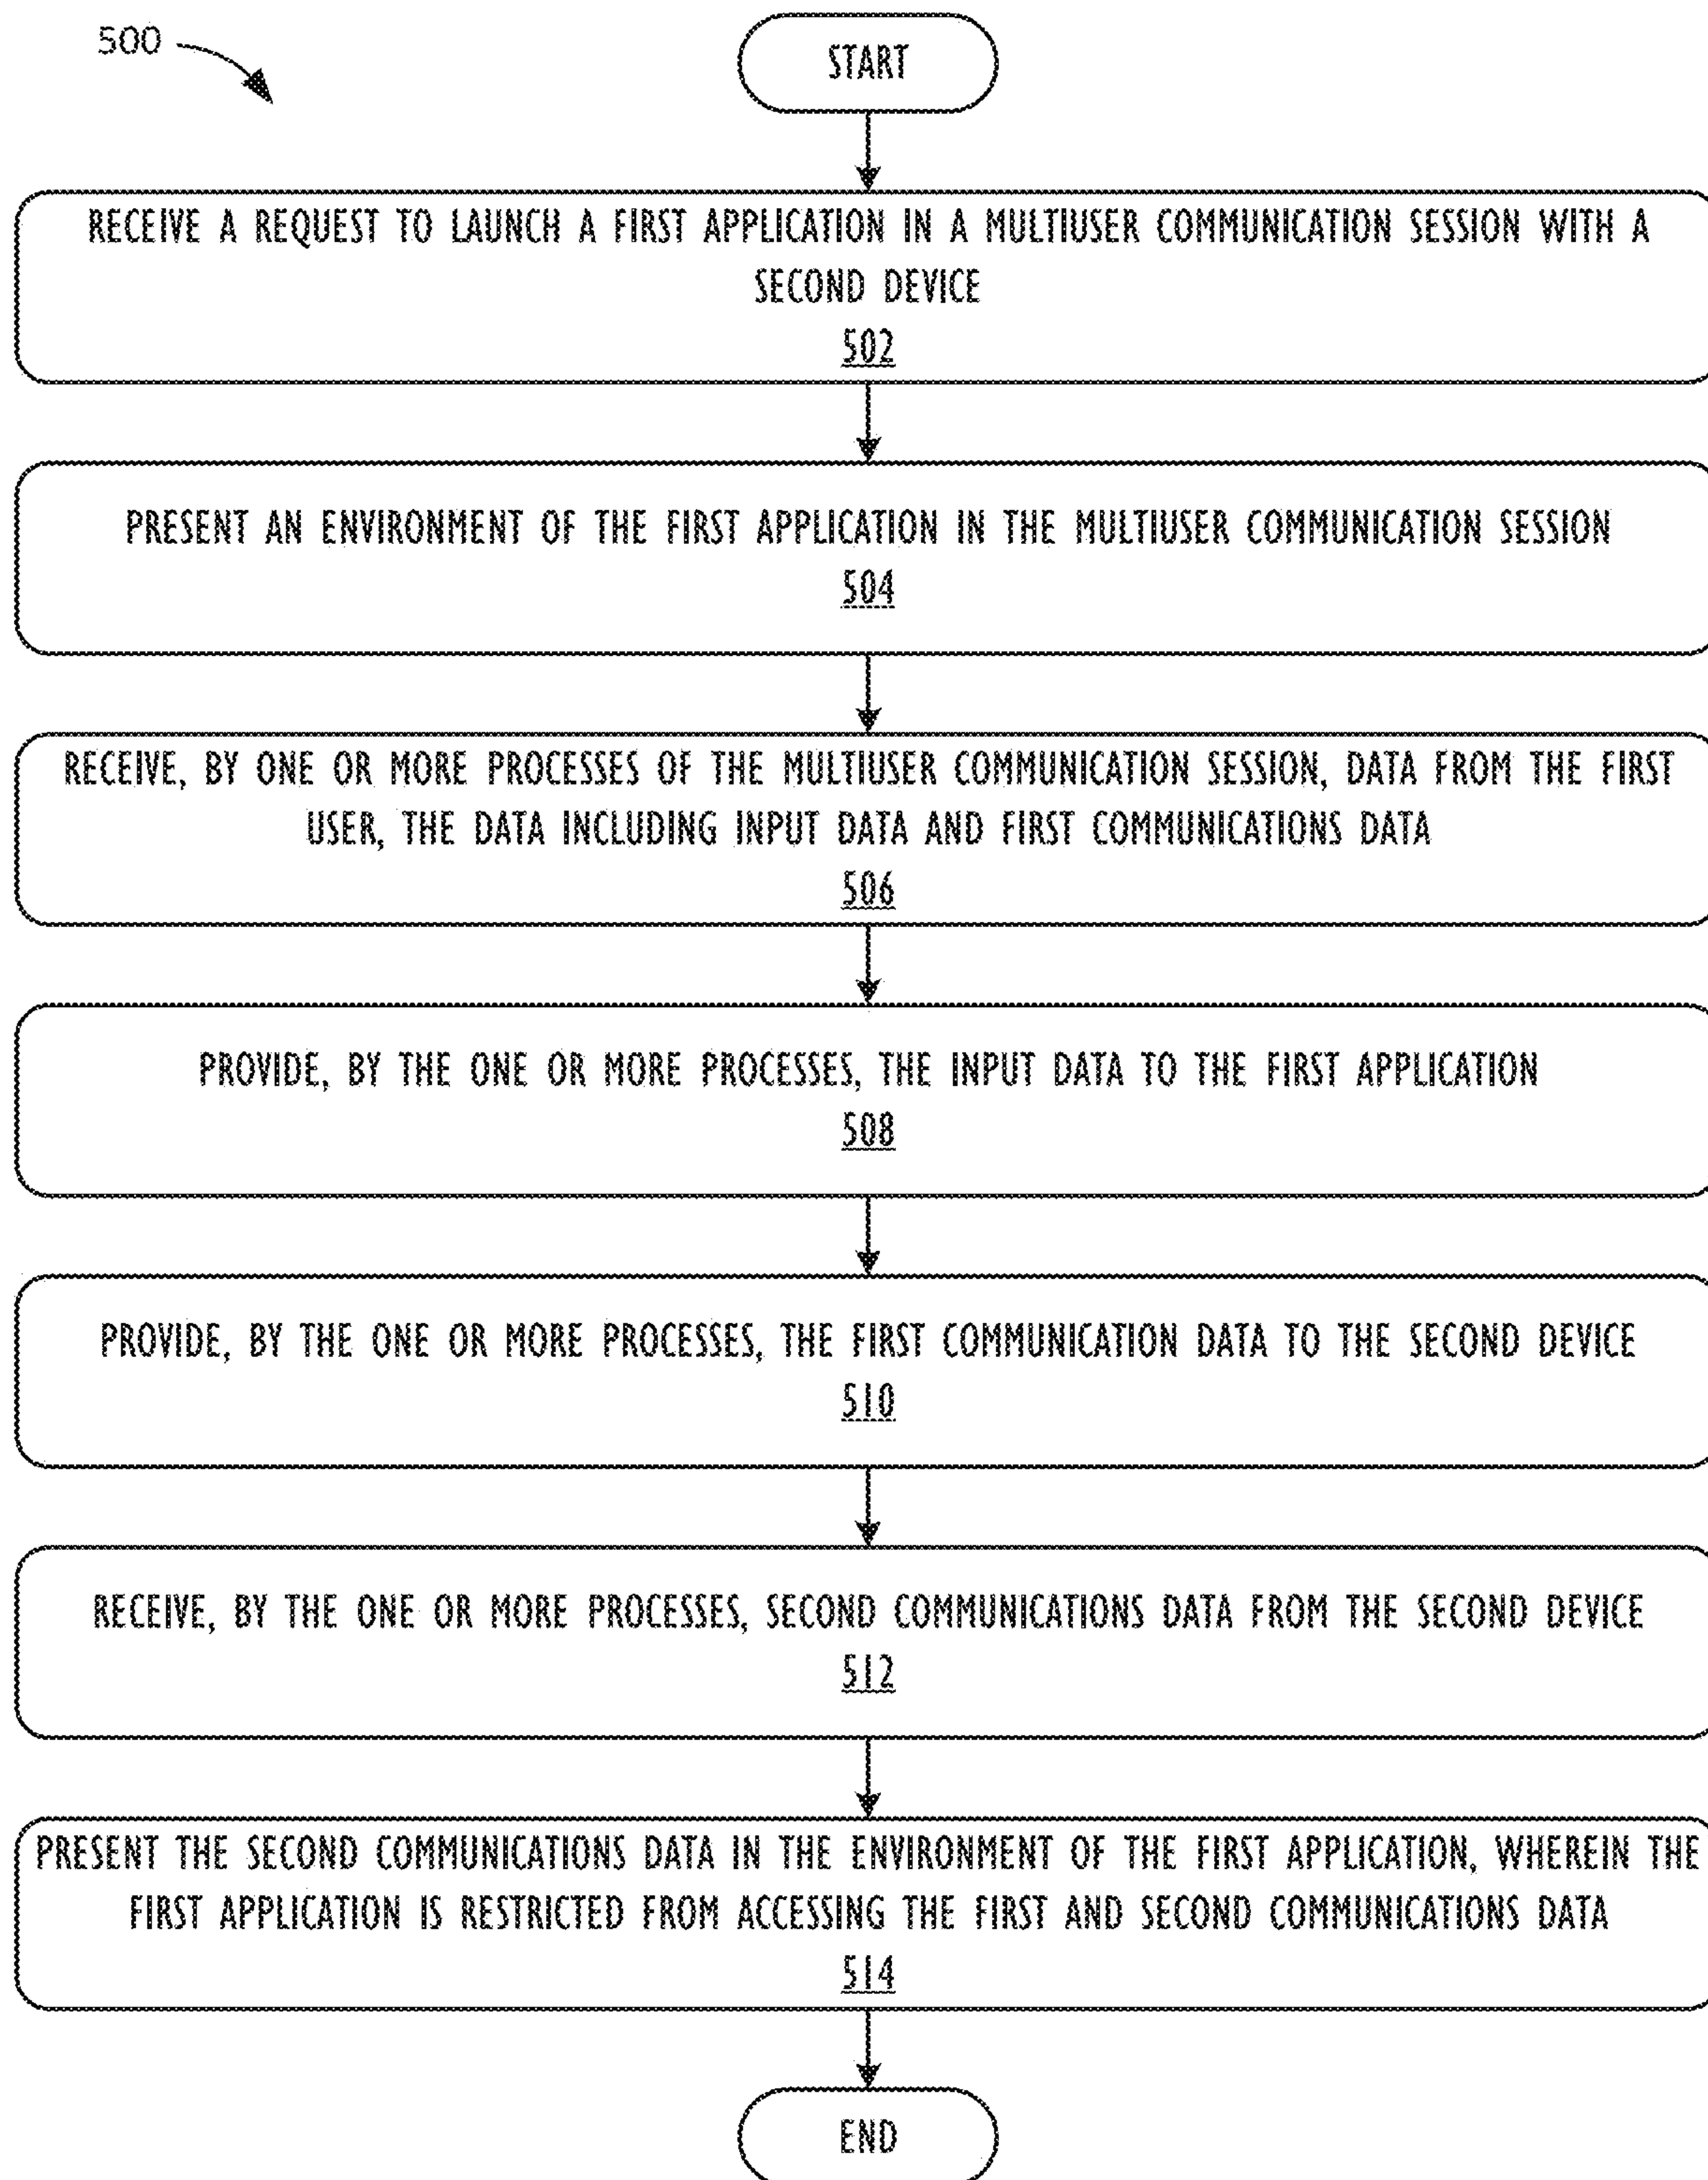 500
START
RECEIVE A REQUEST TO LAUNCH A FIRST APPLICATION IN A MULTIUSER COMMUNICATION SESSION WITH A
SECOND DEVICE
502
PRESENT AN ENVIRONMENT OF THE FIRST APPLICATION IN THE MULTIUSER COMMUNICATION SESSION
504
RECEIVE, BY ONE OR MORE PROCESSES OF THE MULTIUSER COMMUNICATION SESSION, DATA FROM THE FIRST
USER, THE DATA INCLUDING INPUT DATA AND FIRST COMMUNICATIONS DATA
506
PROVIDE, BY THE ONE OR MORE PROCESSES, THE INPUT DATA TO THE FIRST APPLICATION
508
PROVIDE, BY THE ONE OR MORE PROCESSES, THE FIRST COMMUNICATION DATA TO THE SECOND DEVICE
510
RECEIVE, BY THE ONE OR MORE PROCESSES, SECOND COMMUNICATIONS DATA FROM THE SECOND DEVICE
512
PRESENT THE SECOND COMMUNICATIONS DATA IN THE ENVIRONMENT OF THE FIRST APPLICATION, WHEREIN THE
FIRST APPLICATION IS RESTRICTED FROM ACCESSING THE FIRST AND SECOND COMMUNICATIONS DATA
514
END